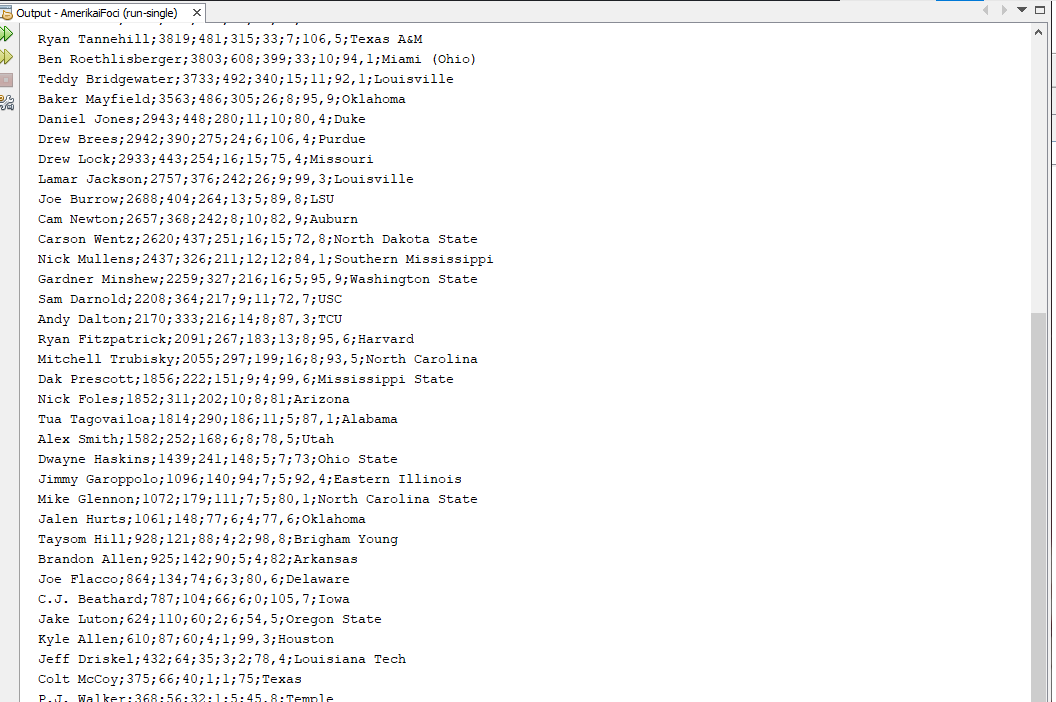 Output - AmerikaiFoci (run-single)
Ryan Tannehill;3819;481;315;33;7;106,5;Texas A&M
Ben Roethlisberger;3803;608;399;33;10;94,1;Miami (Ohio)
Teddy Bridgewater;3733;492;340;15;11;92,1;Louisville
Baker Mayfield;3563;486;305;26;8;95,9;Oklahoma
Daniel Jones;2943;448;280;11;10;80,4;Duke
Drew Brees;2942;390;275;24;6;106,4;Purdue
Drew Lock;2933;443;254;16;15;75,4;Missouri
Lamar Jackson;2757;376;242;26;9;99,3;Louisville
Joe Burrow;2688;404;264;13;5;89,8;LSU
Cam Newton;2657;368;242;8;10;82,9;Auburn
Carson Wentz;2620;437;251;16;15;72,8;North Dakota State
Nick Mullens;2437;326;211;12;12;84,1;Southern Mississippi
Gardner Minshew;2259;327;216;16;5;95,9;Washington State
Sam Darnold;2208;364;217;9;11;72,7;USC
Andy Dalton;2170;333;216;14;8;87,3;TCU
Ryan Fitzpatrick;2091;267;183;13;8;95,6;Harvard
Mitchell Trubisky;2055;297;199;16;8;93,5;North Carolina
Dak Prescott;1856;222;151;9;4;99,6;Mississippi State
Nick Foles;1852;311;202;10;8;81;Arizona
Tua Tagovailoa;1814;290;186;11;5;87,1;Alabama
Alex Smith;1582;252;168;6;8;78,5;Utah
Dwayne Haskins;1439;241;148;5;7;73;Ohio State
Jimmy Garoppolo;1096;140;94;7;5;92,4;Eastern Illinois
Mike Glennon;1072;179;111;7;5;80,1;North Carolina State
Jalen Hurts;1061;148;77;6;4;77,6;Oklahoma
Taysom Hill;928;121;88;4;2;98,8;Brigham Young
Brandon Allen;925;142;90;5;4;82;Arkansas
Joe Flacco;864;134;74;6;3;80,6;Delaware
C.J. Beathard;787;104;66;6;0;105,7;Iowa
Jake Luton;624;110;60;2;6;54,5;Oregon State
Kyle Allen;610;87;60;4;1;99,3;Houston
Jeff Driskel;432;64;35;3;2;78,4;Louisiana Tech
Colt McCoy;375;66;40;1;1;75;Texas
P.J. Walker;368;56;32;1;5;45,8;Temple